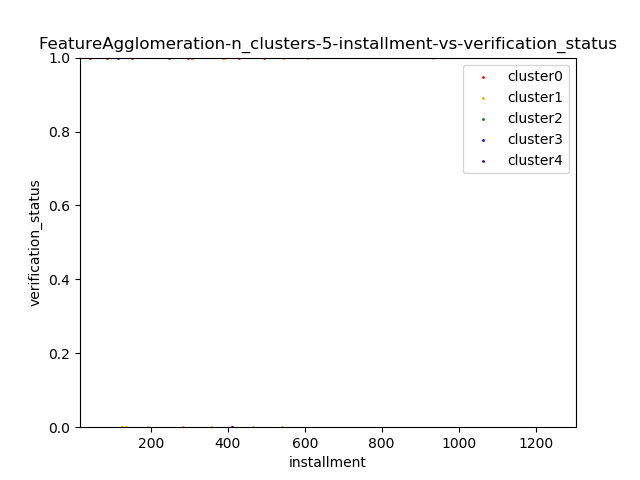 FeatureAgglomeration-n_clusters-5-installment-vs-verification_status
1.0
0.8
0.6
0.4
0.2
0.0
verification_status
cluster0
cluster1
cluster2
cluster3
cluster4
200 400 600 800 1000 1200
installment